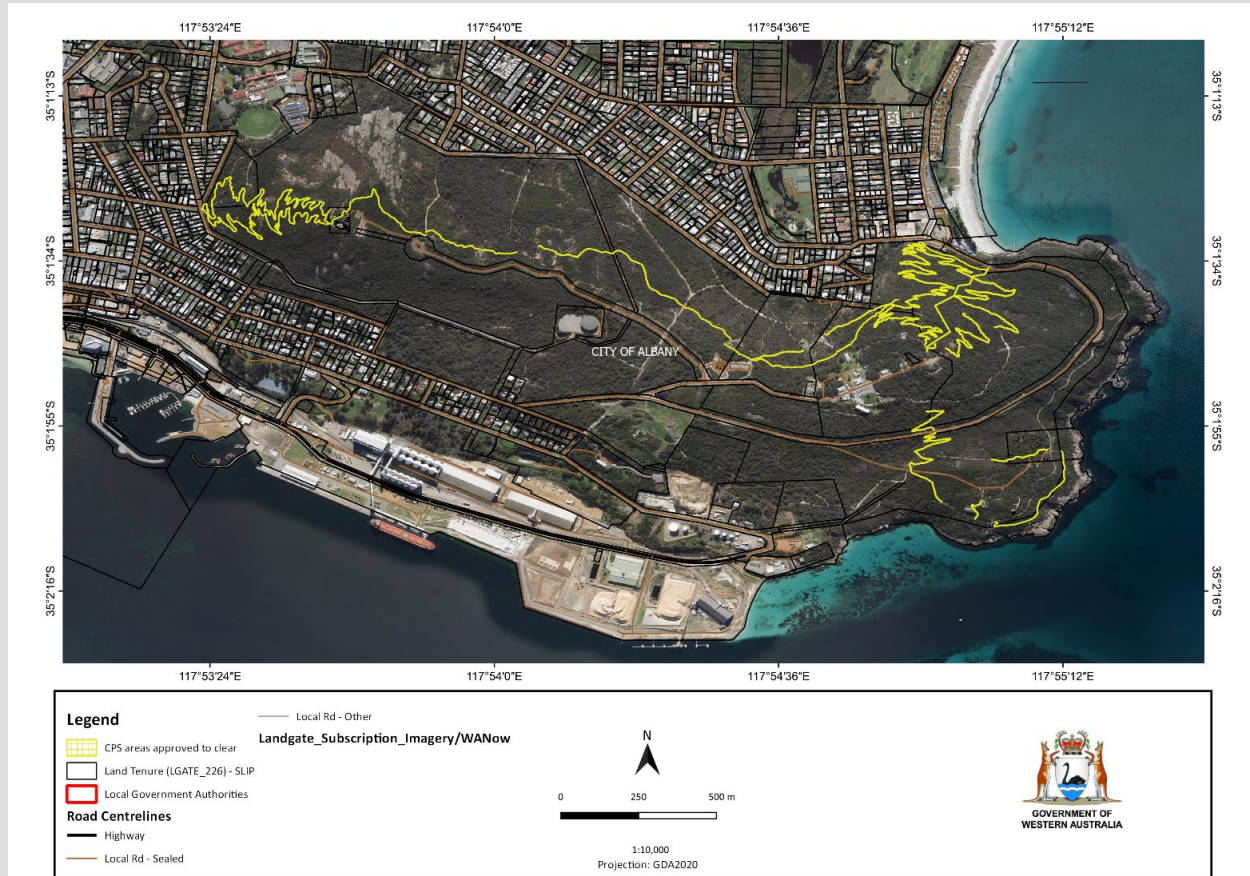 117°53'24"E
117°54'0"E
117°54'36"E
117°55'12"E
35°1'13"S
35°1'13"S
35°1'34"S
35°1'34"S
CITY OF ALBANY
35°1'55"S
35°1'55"S
35°2'16"S
35°2'16"S
117°53'24"E
117°54'0"E
117°54'36"E
117°55'12"E
Legend
CPS areas approved to clear
Land Tenure (LGATE_226) - SLIP
Local Government Authorities
Road Centrelines
Highway
Local Rd - Sealed
Local Rd - Other
Landgate_Subscription_Imagery/WANow
N
0 250 500 m
1:10,000
Projection: GDA2020
GOVERNMENT OF
WESTERN AUSTRALIA